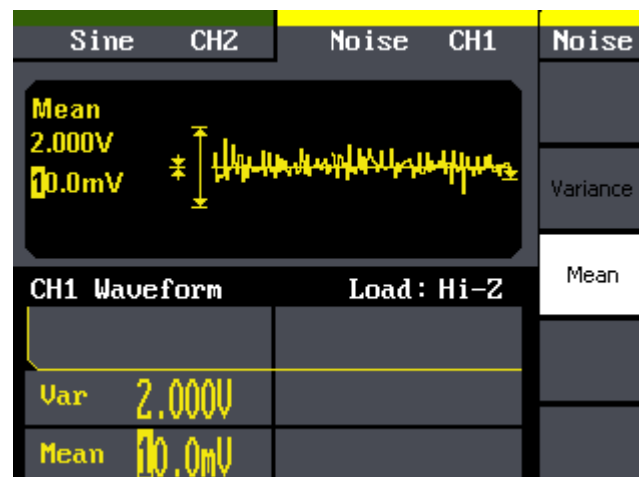 Sine CH2 Noise CH1 Noise
Mean
2.000V
10.0mV
Variance
Mean
CH1 Waveform Load: Hi-Z
Var 2.000V
Mean 10.0mV